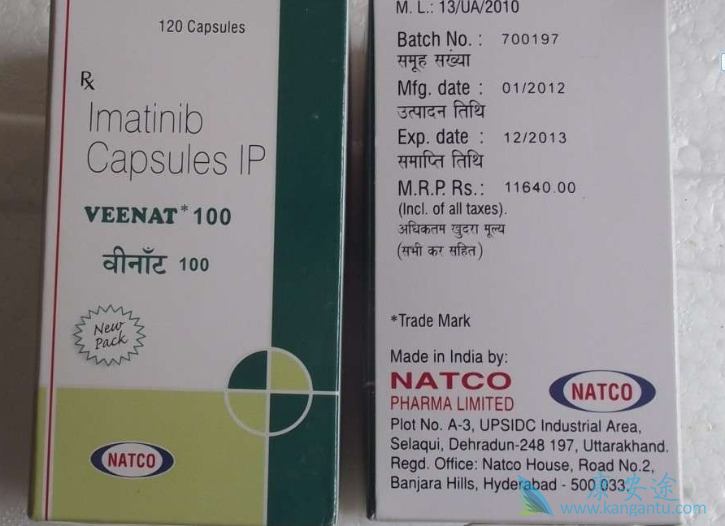 120 Capsules
Rx
Imatinib
Capsules IP
VEENAT* 100
वीनाँट 100
New
Pack
NATCO
M. L.: 13/UA/2010
Batch No. : 700197
समूह सख्या
Mfg. date : 01/2012
उत्पादन तिथि
Exp. date : 12/2013
समाप्ति तिथि
M.R.P. Rs.: 11640.00
(Incl. of all taxes).
अधिकतम खुदरा मूल्य
(सभी कर सहित)
*Trade Mark
Made in India by:
NATCO
PHARMA LIMITED
NATCO
Plot No. A-3, UPSIDC Industrial Area,
Selaqui, Dehradun-248 197, Uttarakhand.
Regd. Office: Natco House, Road No.2,
Banjara Hills, Hyderabad - 500 033.
康安途
www.kangantu.com